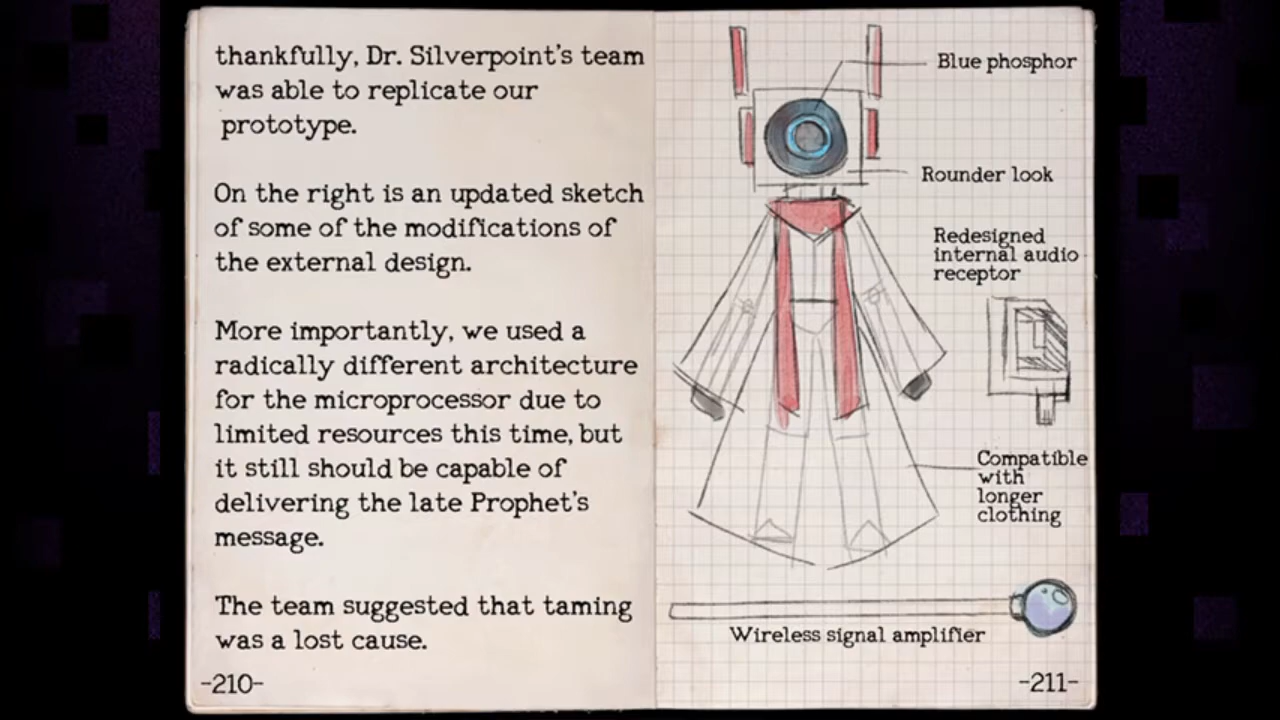 thankfully, Dr. Silverpoint's team
was able to replicate our
prototype.
On the right is an updated sketch
of some of the modifications of
the external design.
More importantly, we used a
radically different architecture
for the microprocessor due to
limited resources this time, but
it still should be capable of
delivering the late Prophet's
message.
The team suggested that taming
was a lost cause.
-210-
Blue phosphor
Rounder look
Redesigned
internal audio
receptor
Compatible
with
longer
clothing
Wireless signal amplifier
-211-